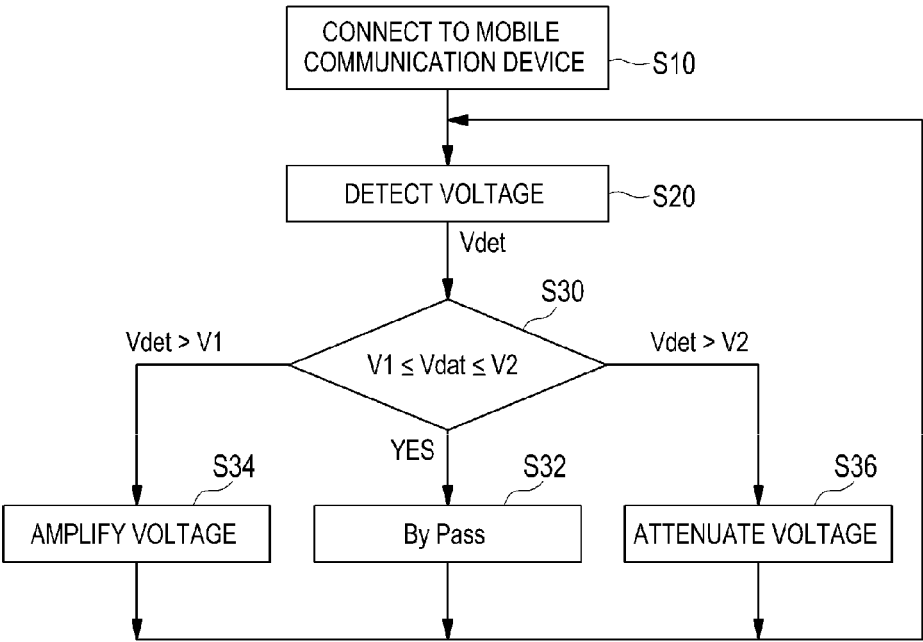 CONNECT TO MOBILE
COMMUNICATION DEVICE
S10
DETECT VOLTAGE
S20
Vdet
S30
Vdet > V1
V1 ≤ Vdat ≤ V2
Vdet > V2
YES
S34
S32
S36
AMPLIFY VOLTAGE
By Pass
ATTENUATE VOLTAGE